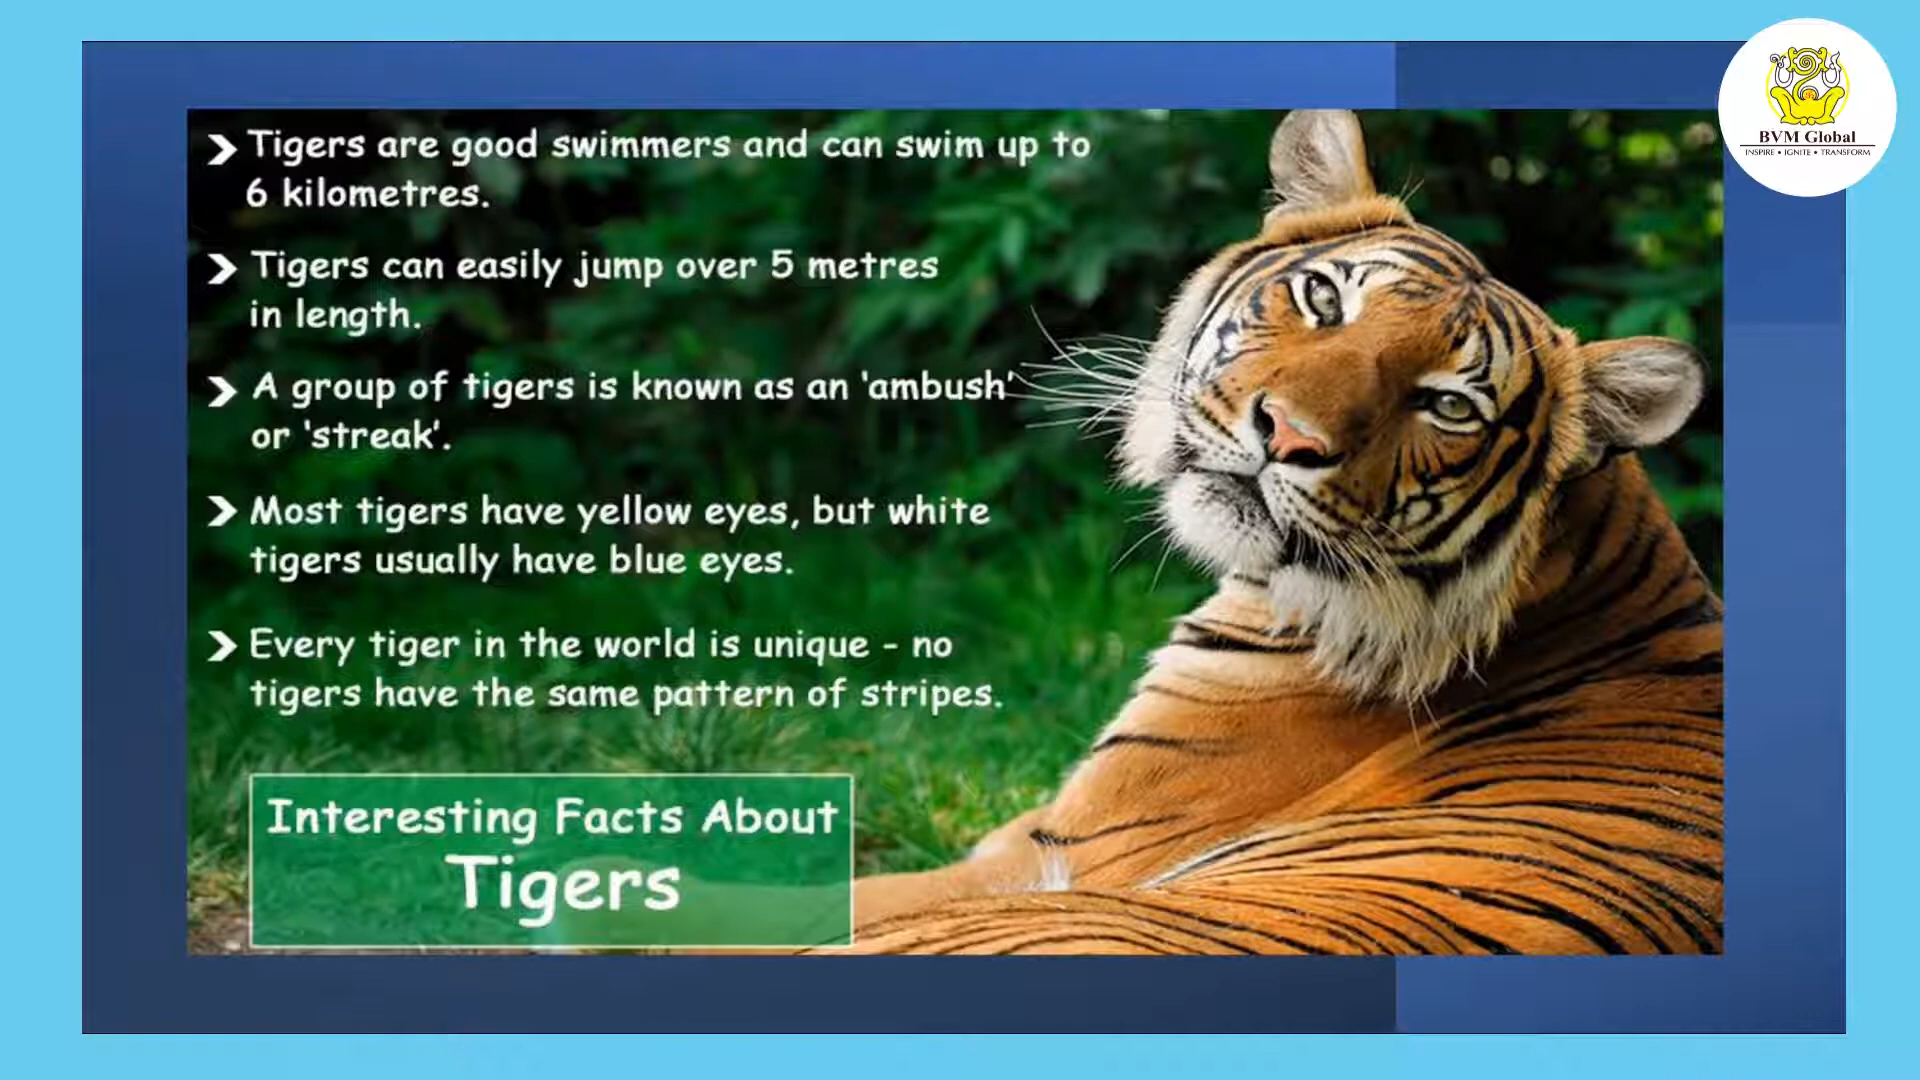 Tigers are good swimmers and can swim up to
6 kilometres.
Tigers can easily jump over 5 metres
in length.
A group of tigers is known as an 'ambush'
or 'streak'.
Most tigers have yellow eyes, but white
tigers usually have blue eyes.
Every tiger in the world is unique - no
tigers have the same pattern of stripes.
Interesting Facts About
Tigers
BVM Global
INSPIRE • IGNITE • TRANSFORM